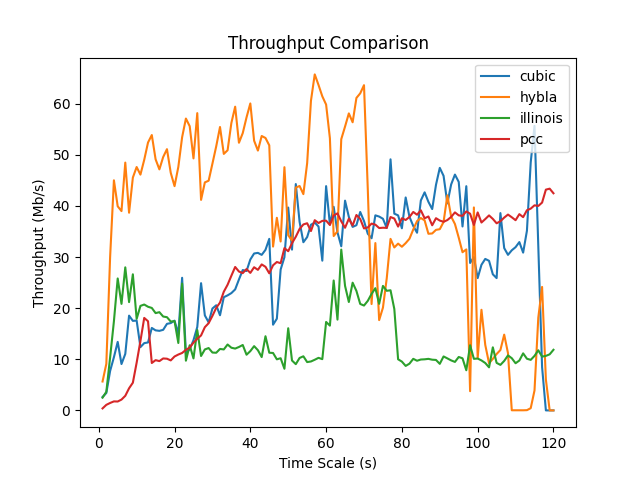 Throughput Comparison
Throughput (Mb/s)
60
50
40
30
20
10
0
cubic
hybla
illinois
pcc
0 20 40 60 80 100 120
Time Scale (s)